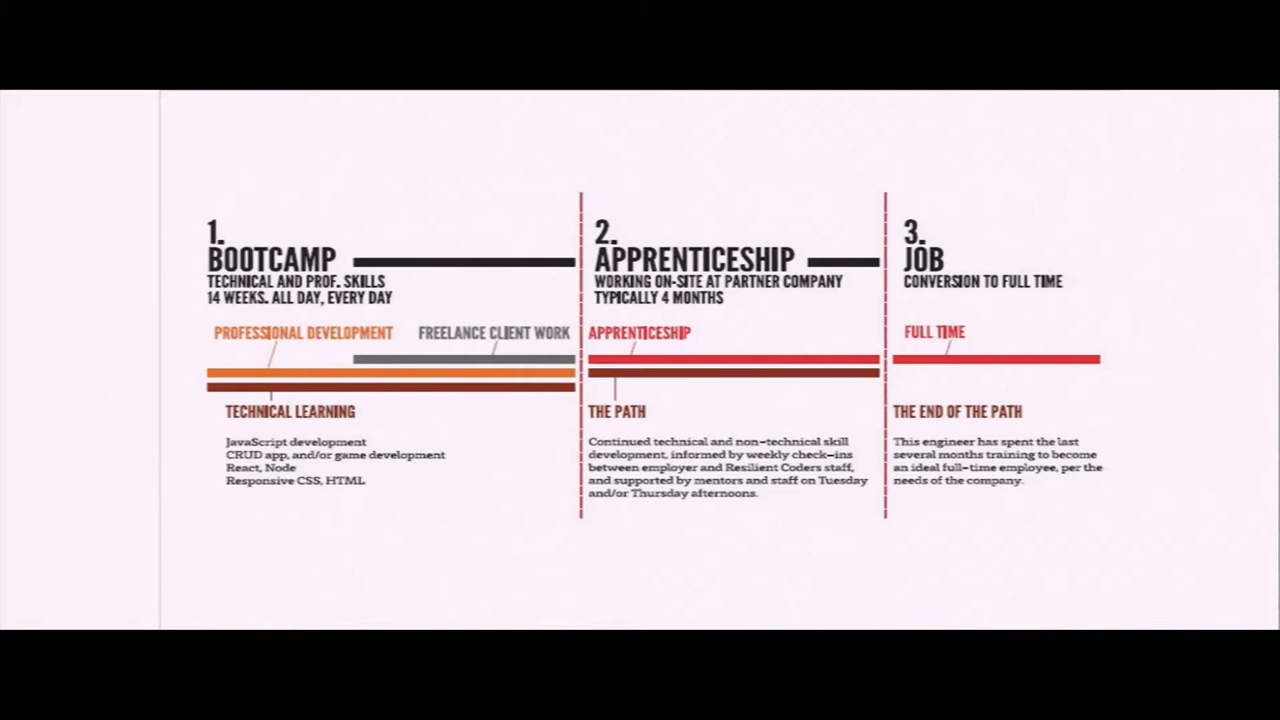 1.
BOOTCAMP
TECHNICAL AND PROF. SKILLS
14 WEEKS. ALL DAY, EVERY DAY
PROFESSIONAL DEVELOPMENT
FREELANCE CLIENT WORK
TECHNICAL LEARNING
JavaScript development
CRUD app, and/or game development
React, Node
Responsive CSS, HTML
2.
APPRENTICESHIP
WORKING ON-SITE AT PARTNER COMPANY
TYPICALLY 4 MONTHS
APPRENTICESHIP
THE PATH
Continued technical and non-technical skill
development, informed by weekly check-ins
between employer and Resilient Coders staff,
and supported by mentors and staff on Tuesday
and/or Thursday afternoons.
3.
JOB
CONVERSION TO FULL TIME
FULL TIME
THE END OF THE PATH
This engineer has spent the last
several months training to become
an ideal full-time employee, per the
needs of the company.